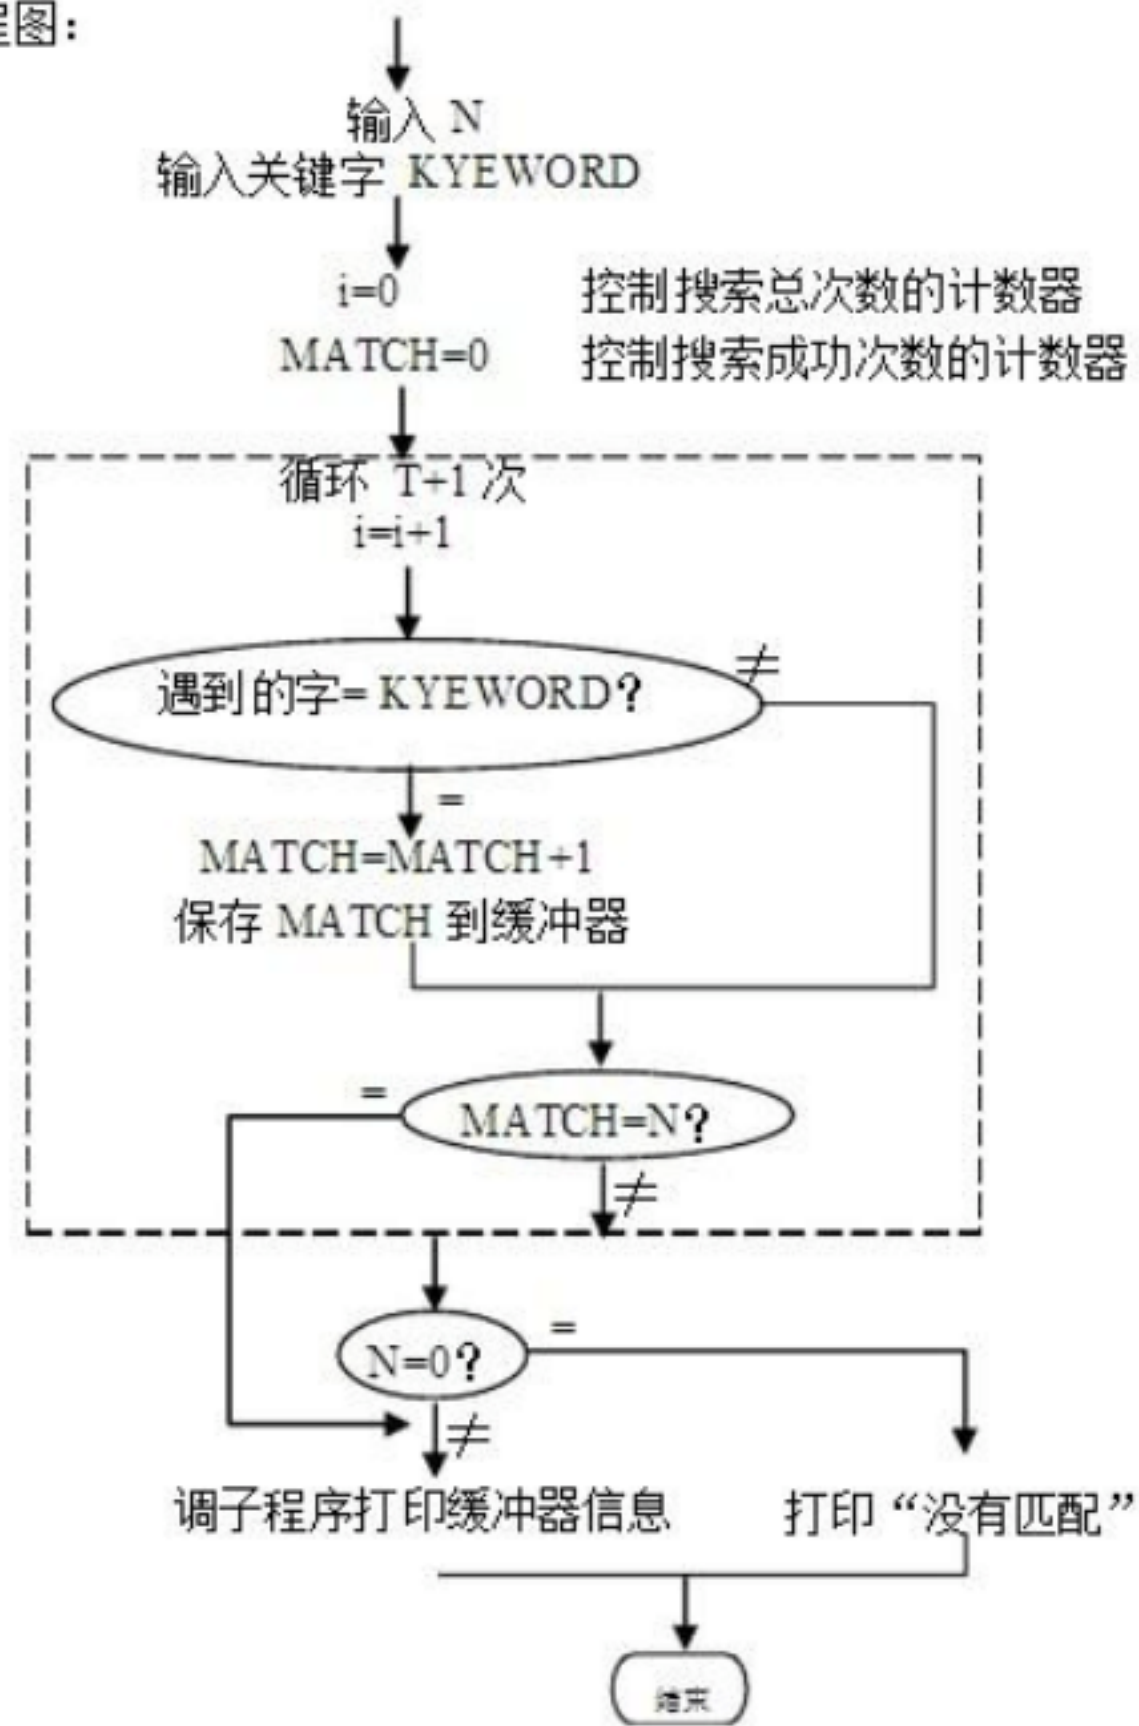 程图:
输入 N
输入关键字 KYEWORD
i=0 控制搜索总次数的计数器
MATCH=0 控制搜索成功次数的计数器
循环 T+1 次
i=i+1
遇到的字= KYEWORD?
≠
=
MATCH=MATCH+1
保存 MATCH 到缓冲器
=
MATCH=N?
≠
N=0?
=
≠
调子程序打印缓冲器信息 打印“没有匹配”
结束